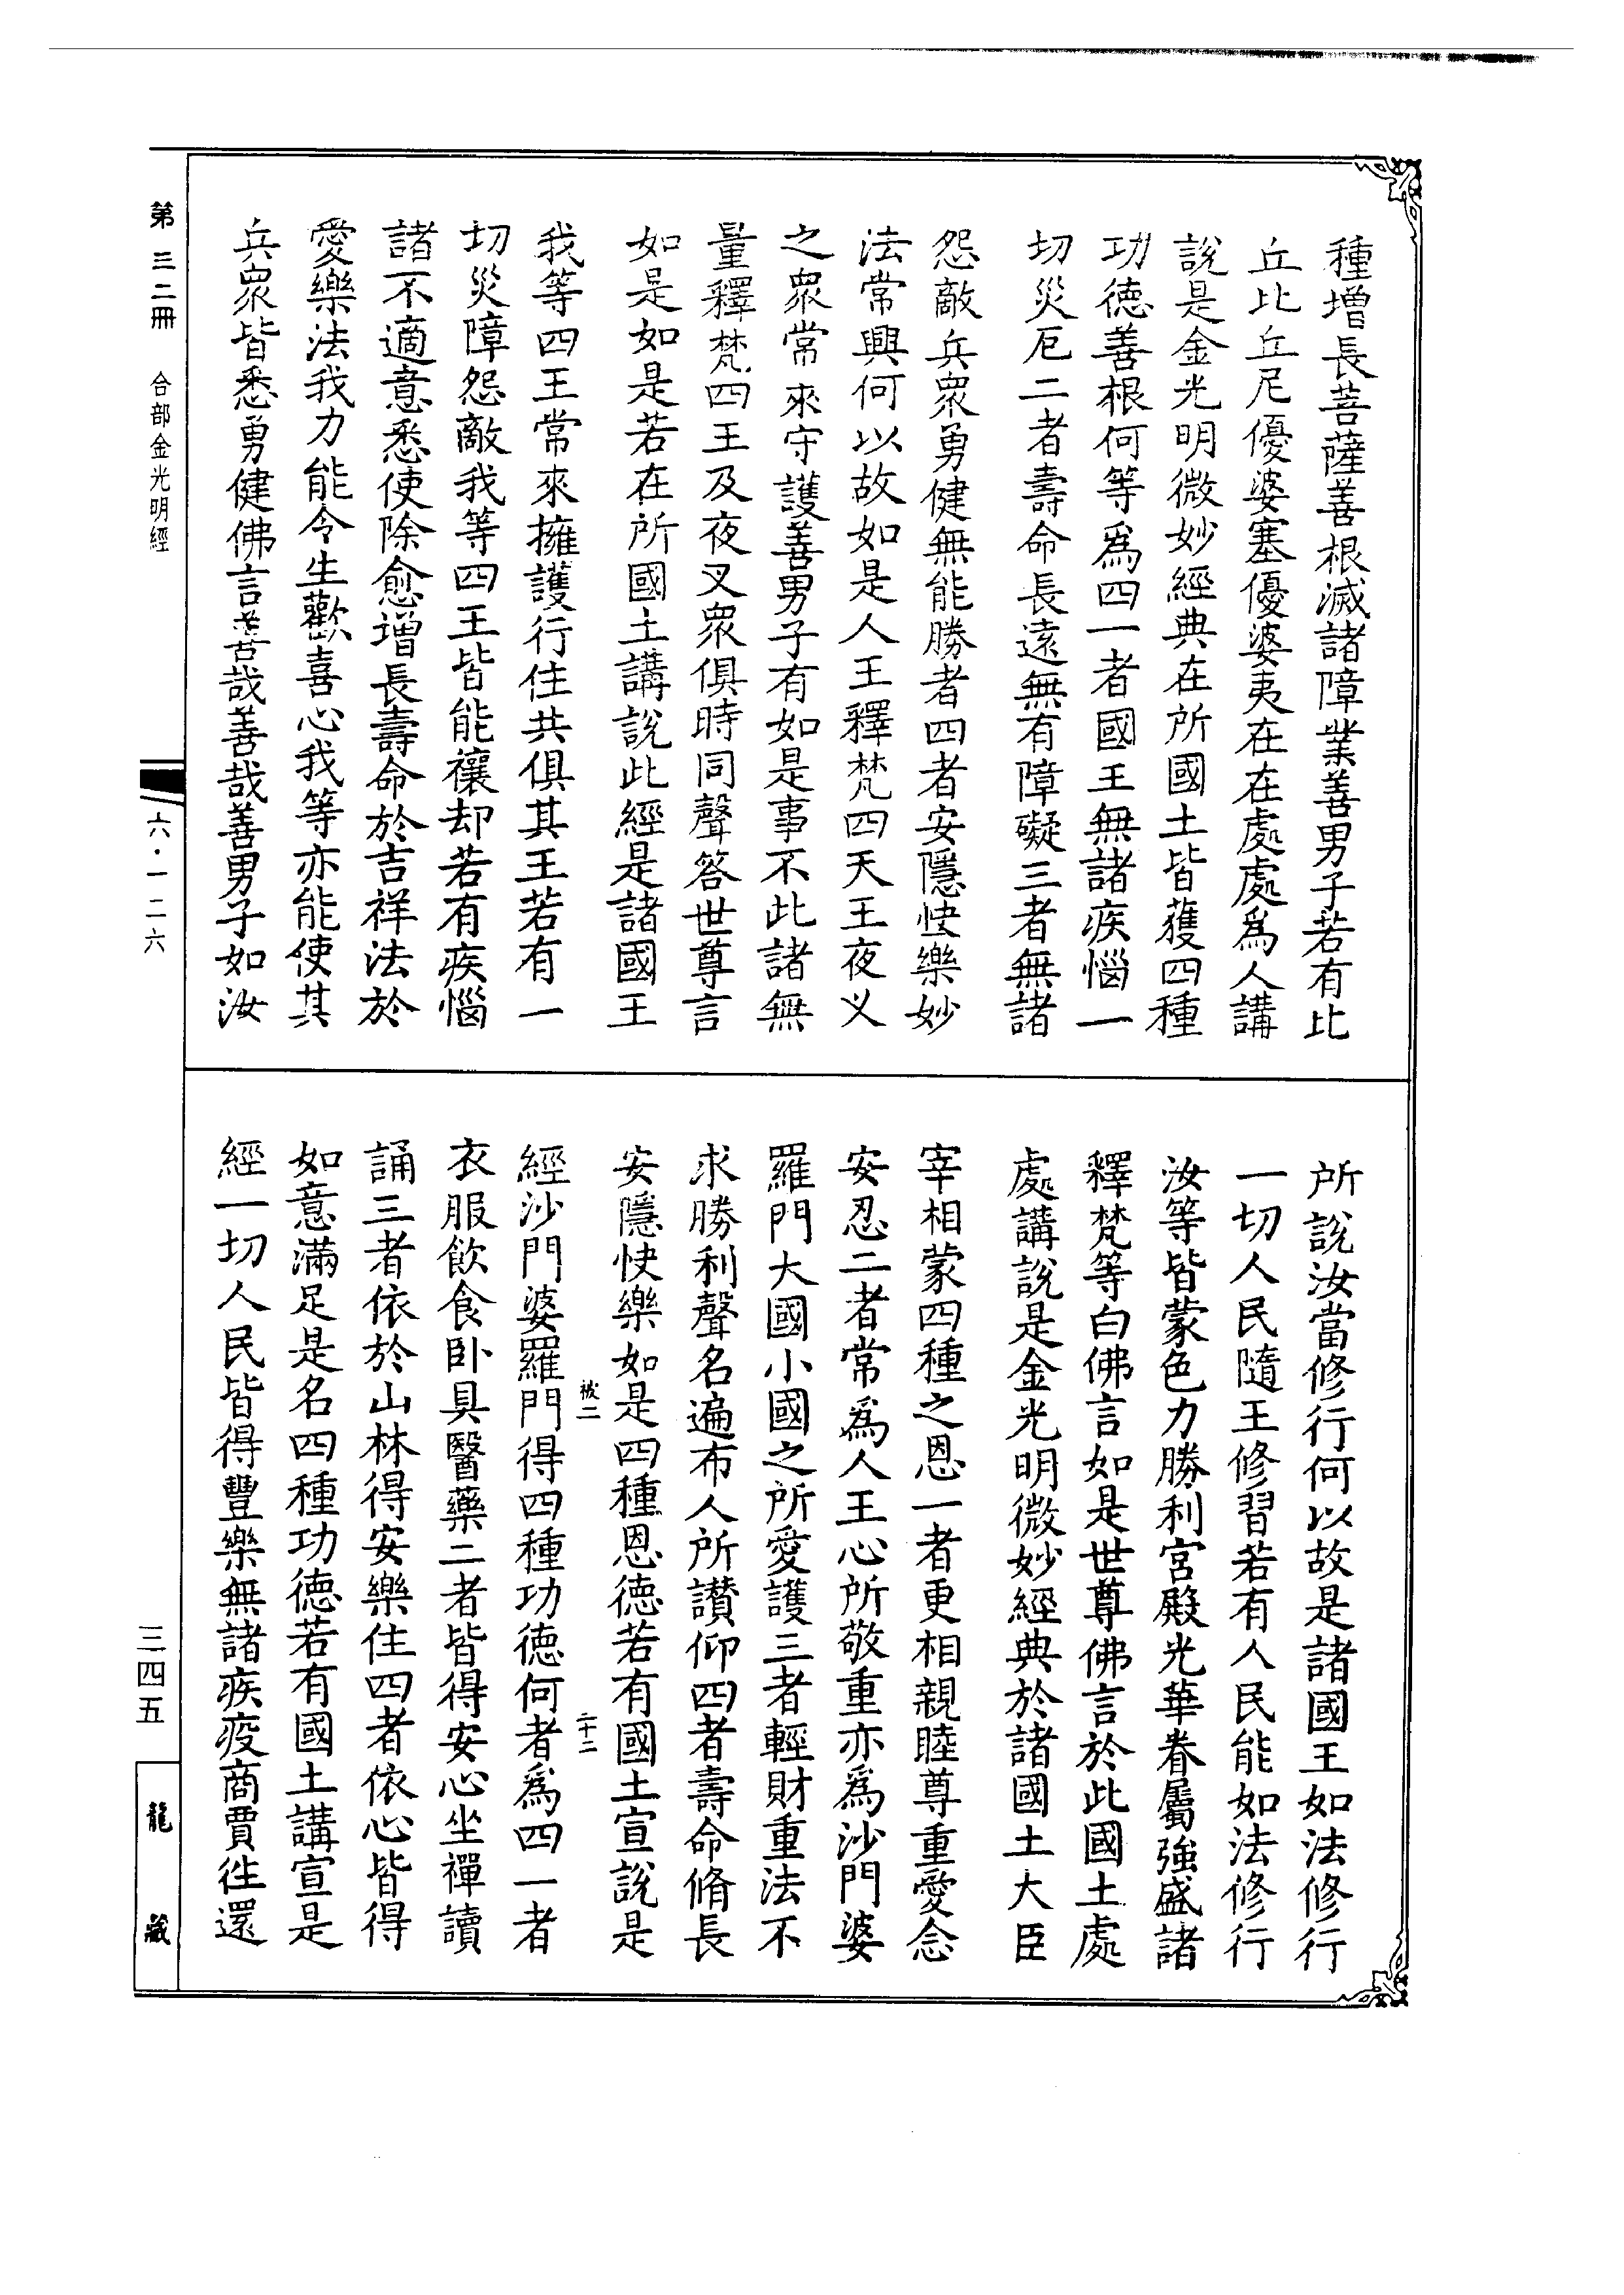 種增長菩薩善根滅諸障業善男子若有比
丘比丘尼優婆塞優婆夷在在處處爲人講
說是金光明微妙經典在所國土皆獲四種
功德善根何等爲四一者國王無諸疾惱一
切災厄二者壽命長遠無有障礙三者無諸
怨敵兵衆勇健無能勝者四者安隱快樂妙
法常興何以故如是人王釋梵四天王夜叉
之衆常來守護善男子有如是事不此諸無
量釋梵四王及夜叉衆俱時同聲答世尊言
如是如是若在所國土講說此經是諸國王
我等四王常來擁護行住共俱其王若有一
切災障怨敵我等四王皆能禳却若有疾惱
諸不適意悉使除愈增長壽命於吉祥法於
愛樂法我力能令生歡喜心我等亦能使其
兵衆皆悉勇健佛言善哉善哉善男子如汝
所說汝當修行何以故是諸國王如法修行
一切人民隨王修習若有人民能如法修行
汝等皆蒙色力勝利宮殿光華眷屬強盛諸
釋梵等白佛言如是世尊佛言於此國土處
處講說是金光明微妙經典於諸國土大臣
宰相蒙四種之恩一者更相親睦尊重愛念
安忍二者常爲人王心所敬重亦爲沙門婆
羅門大國小國之所愛護三者輕財重法不
求勝利聲名遍布人所讃仰四者壽命脩長
安隱快樂如是四種恩德若有國土宣說是
祓二
二十二
經沙門婆羅門得四種功德何者爲四一者
衣服飲食卧具醫藥二者皆得安心坐禪讀
誦三者依於山林得安樂住四者依心皆得
如意滿足是名四種功德若有國土講宣是
經一切人民皆得豐樂無諸疾疫商賈徃還
第三二冊
合部金光明經
六·一二六
三四五
龍藏